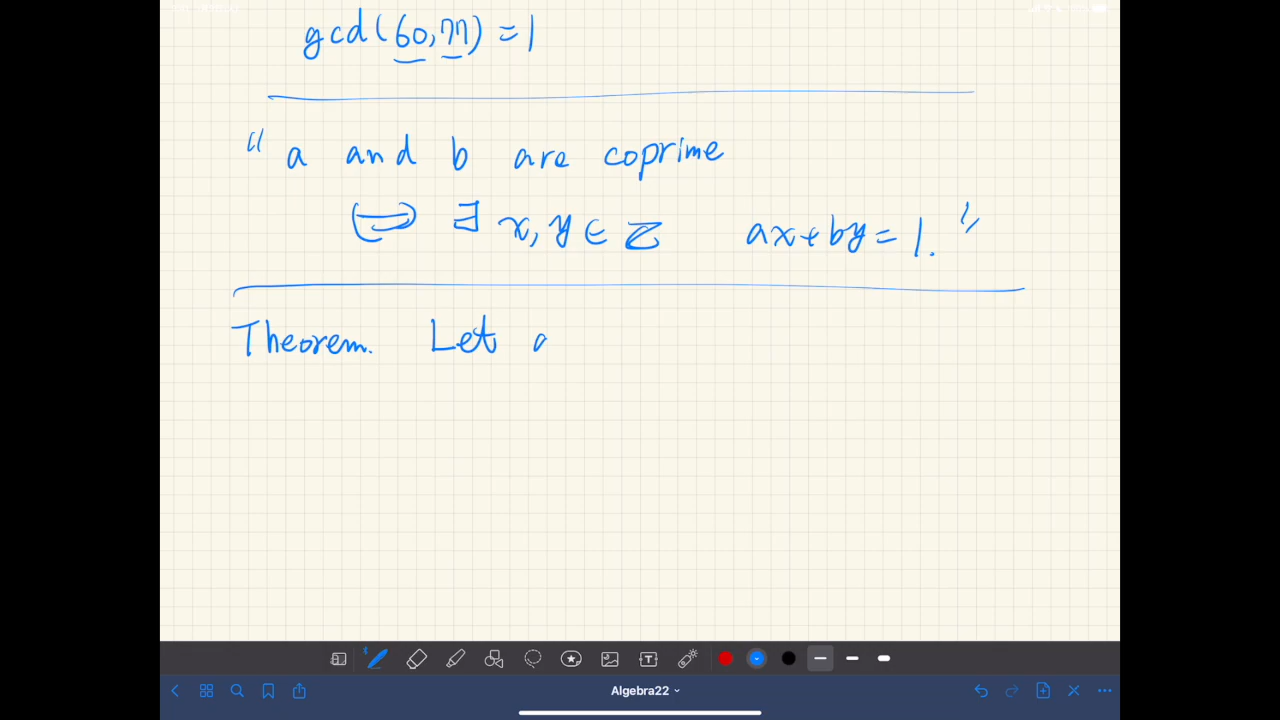 gcd(60,77) = 1
" a and b are coprime
⟺ ∃ x, y ∈ ℤ ax + by = 1. "
Theorem. Let a
Algebra22